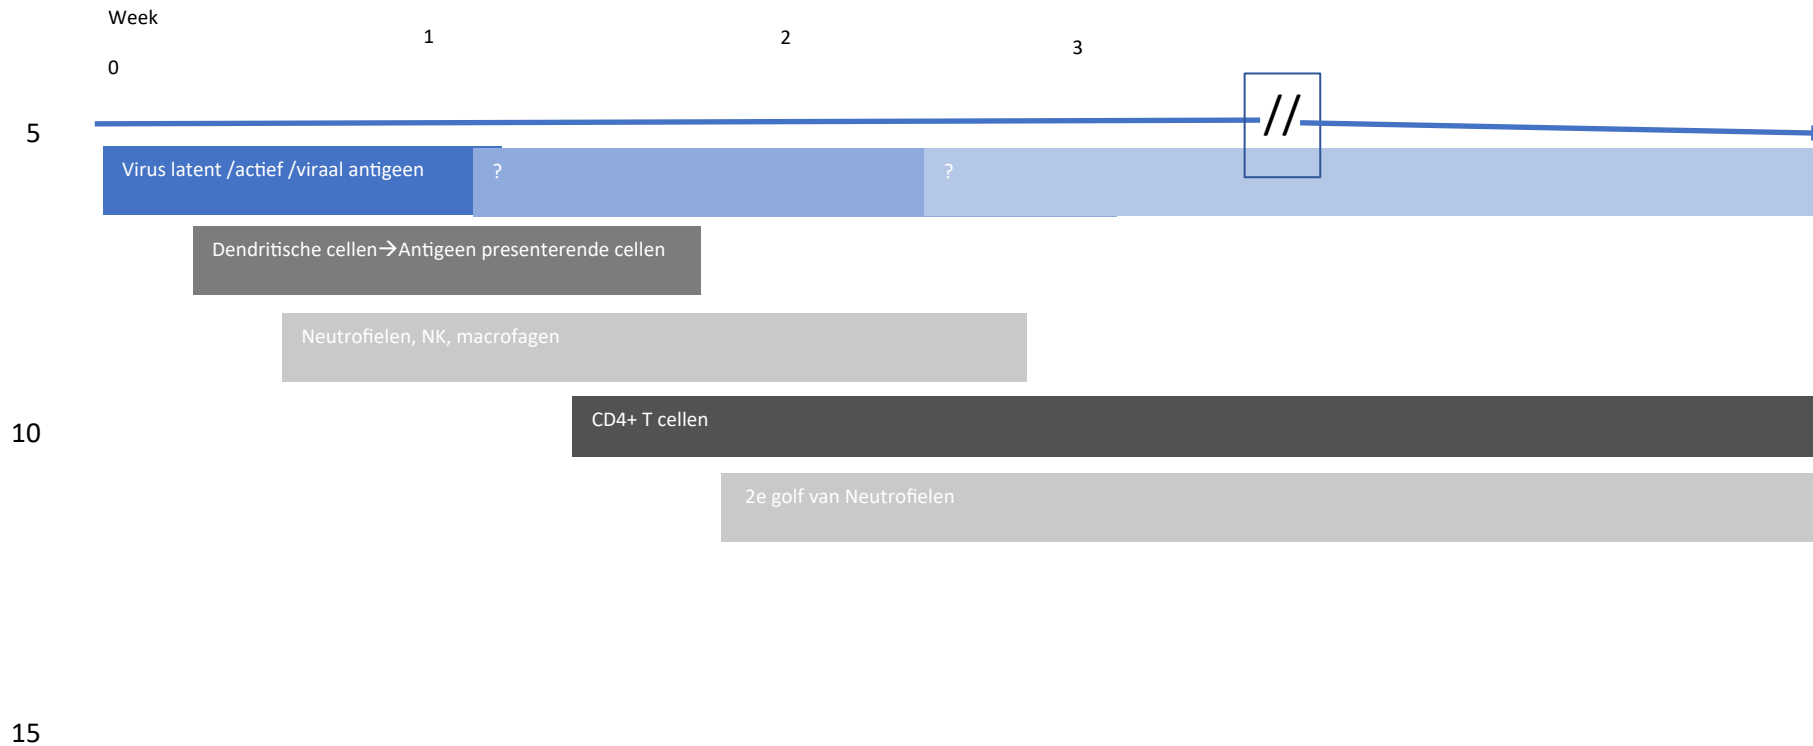 Week
1
2
3
0
//
5
Virus latent /actief /viraal antigeen
?
?
Dendritische cellen→Antigeen presenterende cellen
Neutrofielen, NK, macrofagen
CD4+ T cellen
10
2e golf van Neutrofielen
15